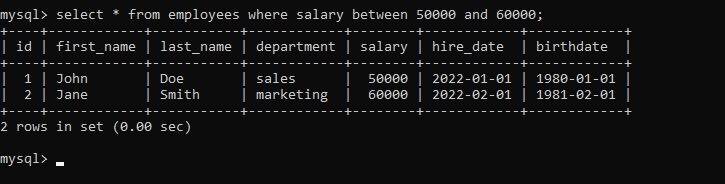 mysql> select * from employees where salary between 50000 and 60000;
+----+------------+-----------+------------+--------+------------+------------+
| id | first_name | last_name | department | salary | hire_date  | birthdate  |
+----+------------+-----------+------------+--------+------------+------------+
|  1 | John       | Doe       | sales      |  50000 | 2022-01-01 | 1980-01-01 |
|  2 | Jane       | Smith     | marketing  |  60000 | 2022-02-01 | 1981-02-01 |
+----+------------+-----------+------------+--------+------------+------------+
2 rows in set (0.00 sec)
mysql> _